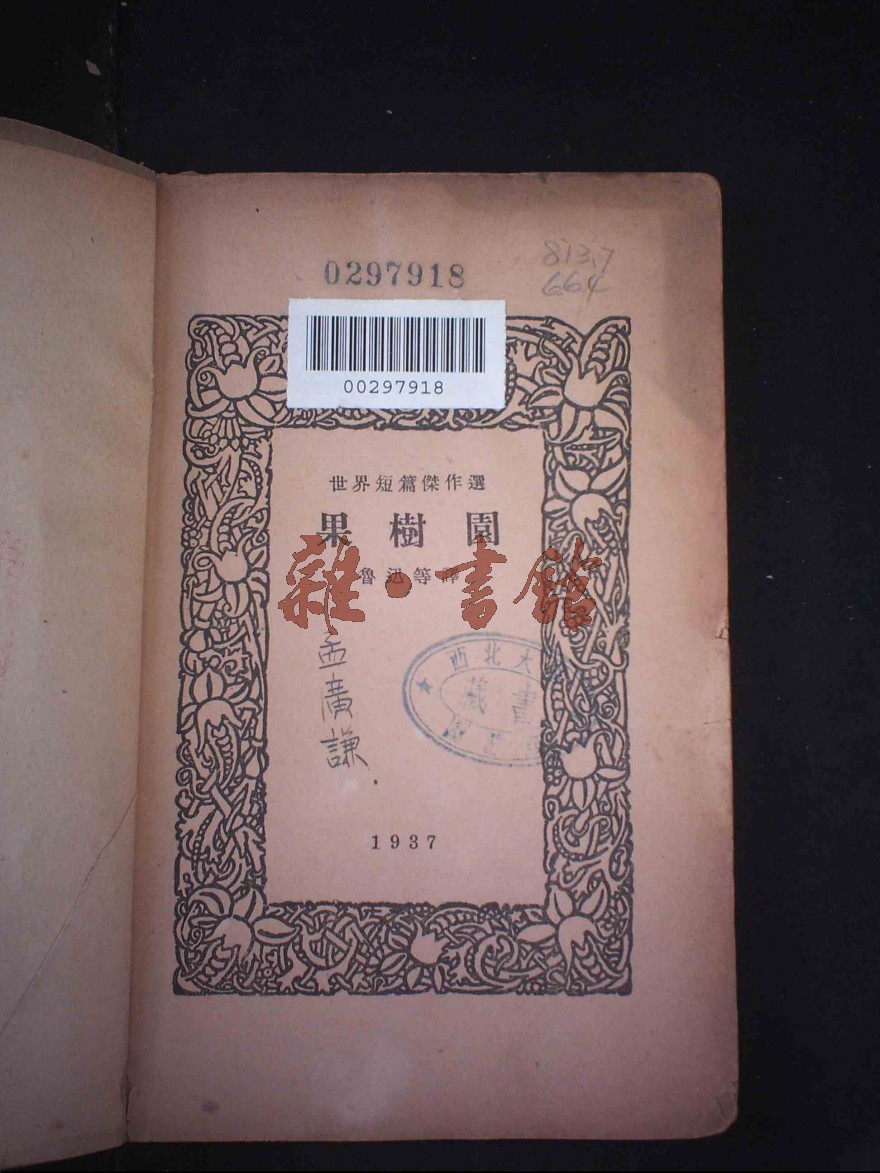 0297918
813.7
664
00297918
世界短篇傑作選
果樹園
魯迅等譯
雜·書館
孟廣謙
西北大
藏書
1937